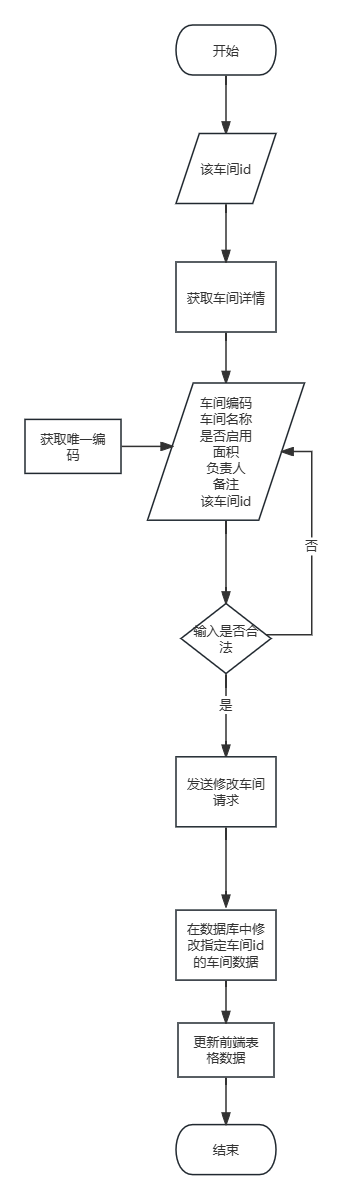 开始
该车间id
获取车间详情
车间编码
车间名称
是否启用
面积
负责人
备注
该车间id
获取唯一编
码
否
输入是否合
法
是
发送修改车间
请求
在数据库中修
改指定车间id
的车间数据
更新前端表
格数据
结束